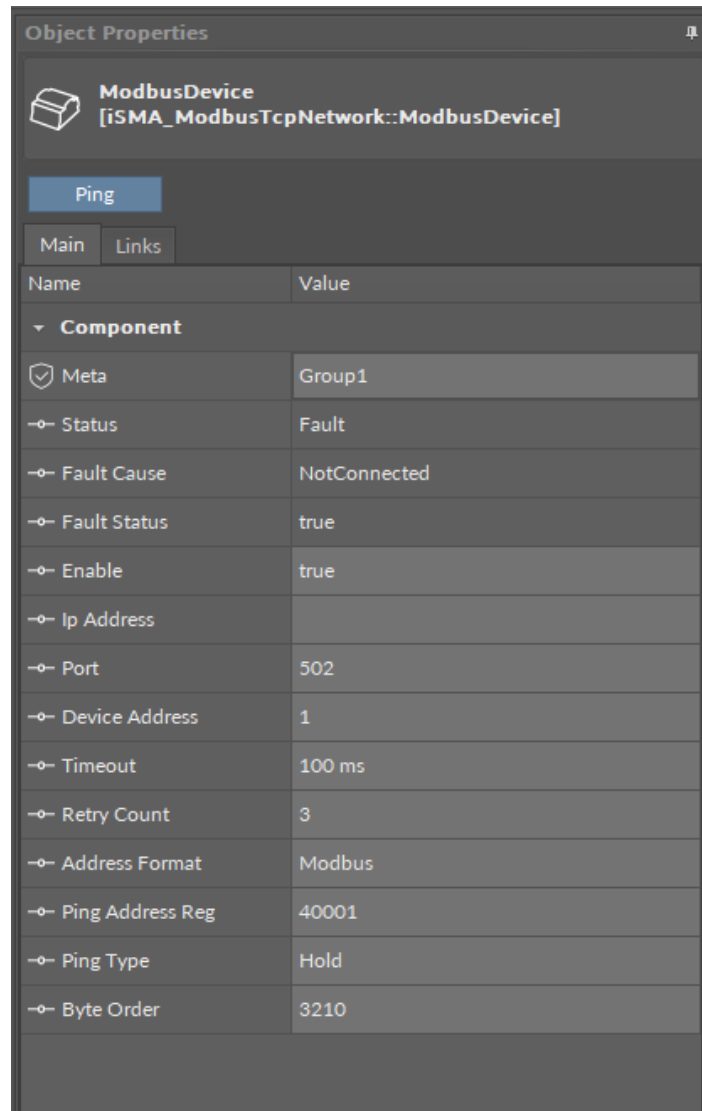 Object Properties
ModbusDevice
[iSMA_ModbusTcpNetwork::ModbusDevice]
Ping
Main Links
Name Value
Component
Meta Group1
Status Fault
Fault Cause NotConnected
Fault Status true
Enable true
Ip Address
Port 502
Device Address 1
Timeout 100 ms
Retry Count 3
Address Format Modbus
Ping Address Reg 40001
Ping Type Hold
Byte Order 3210